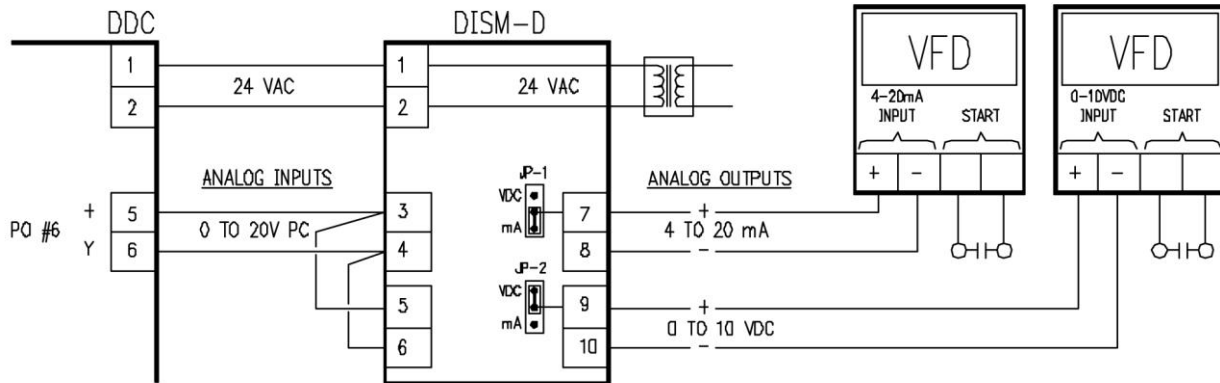 DDC
DISM-D
VFD
VFD
1
1
24 VAC
24 VAC
2
2
4-20mA
INPUT
START
0-10VDC
INPUT
START
+
-
+
-
ANALOG INPUTS
JP-1
VDC
mA
ANALOG OUTPUTS
PO #6
+
5
0 TO 20V PC
3
7
+
4 TO 20 mA
Y
6
4
8
-
JP-2
VDC
mA
5
9
+
0 TO 10 VDC
6
10
-